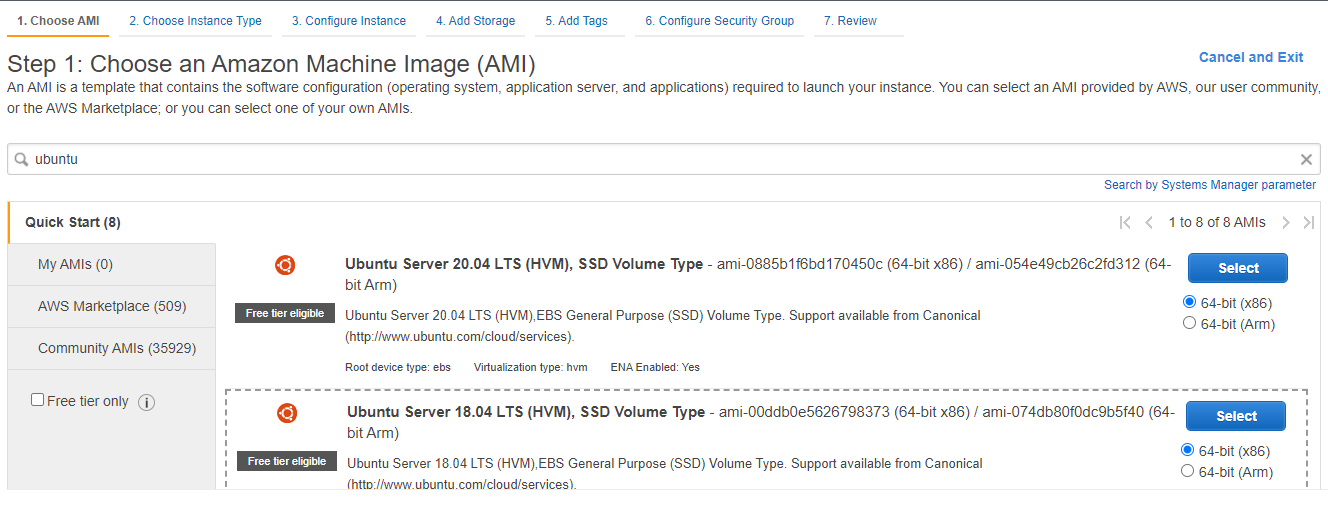 1. Choose AMI 2. Choose Instance Type 3. Configure Instance 4. Add Storage 5. Add Tags 6. Configure Security Group 7. Review
Step 1: Choose an Amazon Machine Image (AMI)
Cancel and Exit
An AMI is a template that contains the software configuration (operating system, application server, and applications) required to launch your instance. You can select an AMI provided by AWS, our user community,
or the AWS Marketplace; or you can select one of your own AMIs.
ubuntu
Search by Systems Manager parameter
Quick Start (8)
1 to 8 of 8 AMIs
My AMIs (0)
AWS Marketplace (509)
Community AMIs (35929)
Free tier only
Ubuntu Server 20.04 LTS (HVM), SSD Volume Type - ami-0885b1f6bd170450c (64-bit x86) / ami-054e49cb26c2fd312 (64-
bit Arm)
Free tier eligible
Ubuntu Server 20.04 LTS (HVM),EBS General Purpose (SSD) Volume Type. Support available from Canonical
(http://www.ubuntu.com/cloud/services).
Root device type: ebs Virtualization type: hvm ENA Enabled: Yes
Select
64-bit (x86)
64-bit (Arm)
Ubuntu Server 18.04 LTS (HVM), SSD Volume Type - ami-00ddb0e5626798373 (64-bit x86) / ami-074db80f0dc9b5f40 (64-
bit Arm)
Free tier eligible
Ubuntu Server 18.04 LTS (HVM),EBS General Purpose (SSD) Volume Type. Support available from Canonical
(http://www.ubuntu.com/cloud/services).
Select
64-bit (x86)
64-bit (Arm)